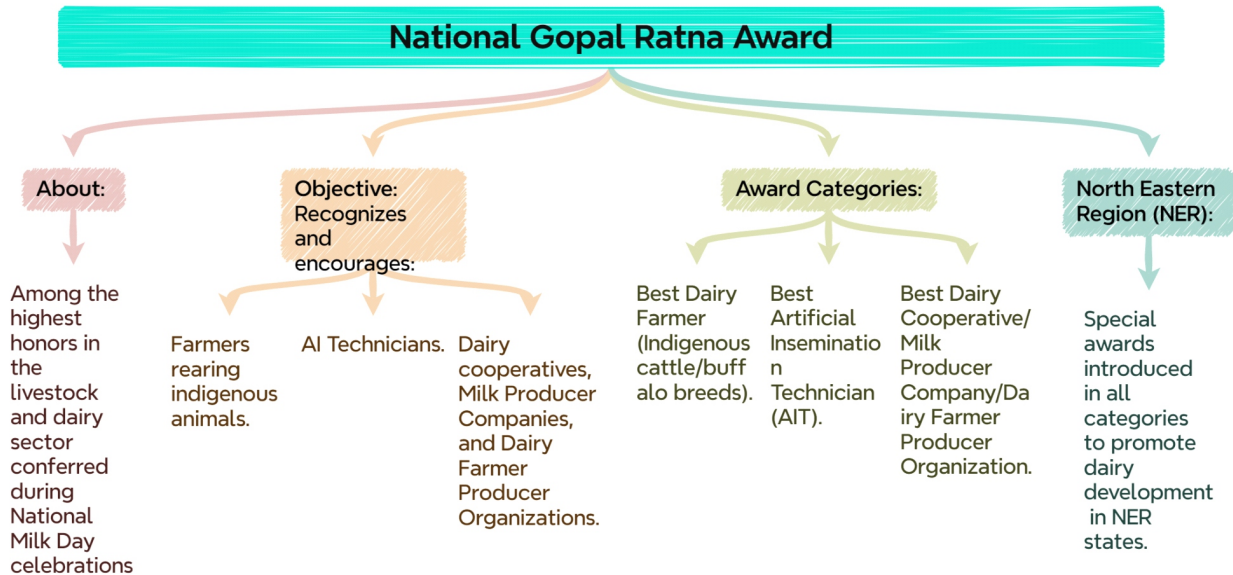 National Gopal Ratna Award
About:
Among the
highest
honors in
the
livestock
and dairy
sector
conferred
during
National
Milk Day
celebrations
Objective:
Recognizes
and
encourages:
Farmers
rearing
indigenous
animals.
AI Technicians.
Dairy
cooperatives,
Milk Producer
Companies,
and Dairy
Farmer
Producer
Organizations.
Award Categories:
Best Dairy
Farmer
(Indigenous
cattle/buff
alo breeds).
Best
Artificial
Inseminatio
n
Technician
(AIT).
Best Dairy
Cooperative/
Milk
Producer
Company/Da
iry Farmer
Producer
Organization.
North Eastern
Region (NER):
Special
awards
introduced
in all
categories
to promote
dairy
development
in NER
states.